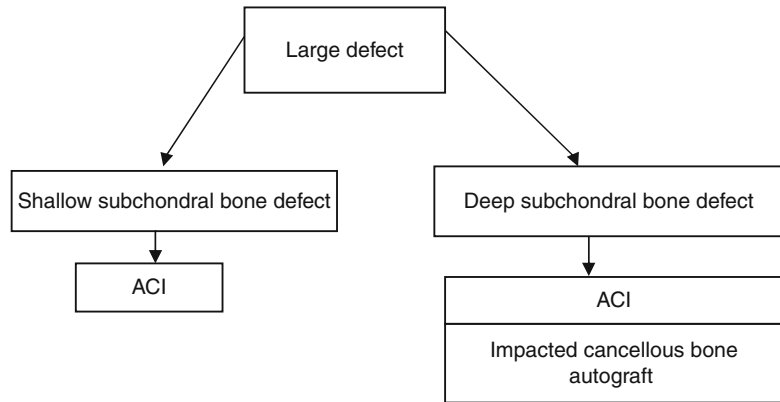 Large defect
Shallow subchondral bone defect
Deep subchondral bone defect
ACI
ACI
Impacted cancellous bone
autograft